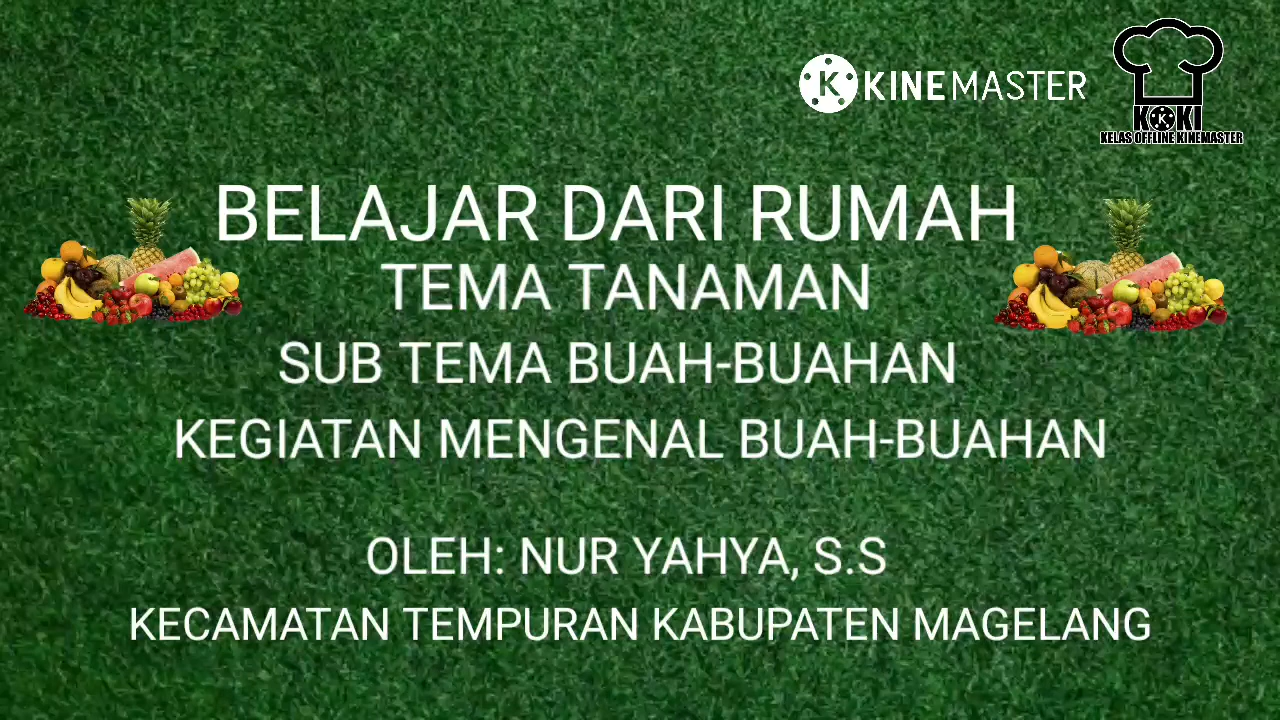 KINEMASTER
KOKI
KELAS OFFLINE KINEMASTER
BELAJAR DARI RUMAH
TEMA TANAMAN
SUB TEMA BUAH-BUAHAN
KEGIATAN MENGENAL BUAH-BUAHAN
OLEH: NUR YAHYA, S.S
KECAMATAN TEMPURAN KABUPATEN MAGELANG